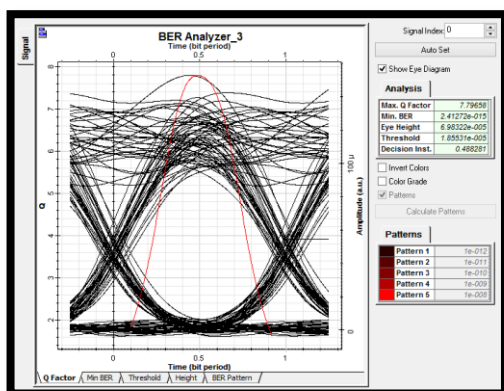 Signal
BER Analyzer_3
Time (bit period)
0 0.5 1
8
7
6
5
4
3
2
Q
100 µ
0
Amplitude (a.u.)
0 0.5 1
Time (bit period)
Q Factor Min BER Threshold Height BER Pattern
Signal Index: 0
Auto Set
Show Eye Diagram
Analysis
Max. Q Factor 7.79658
Min. BER 2.41272e-015
Eye Height 6.98322e-005
Threshold 1.85531e-005
Decision Inst. 0.488281
Invert Colors
Color Grade
Patterns
Calculate Patterns
Patterns
Pattern 1 1e-012
Pattern 2 1e-011
Pattern 3 1e-010
Pattern 4 1e-009
Pattern 5 1e-008